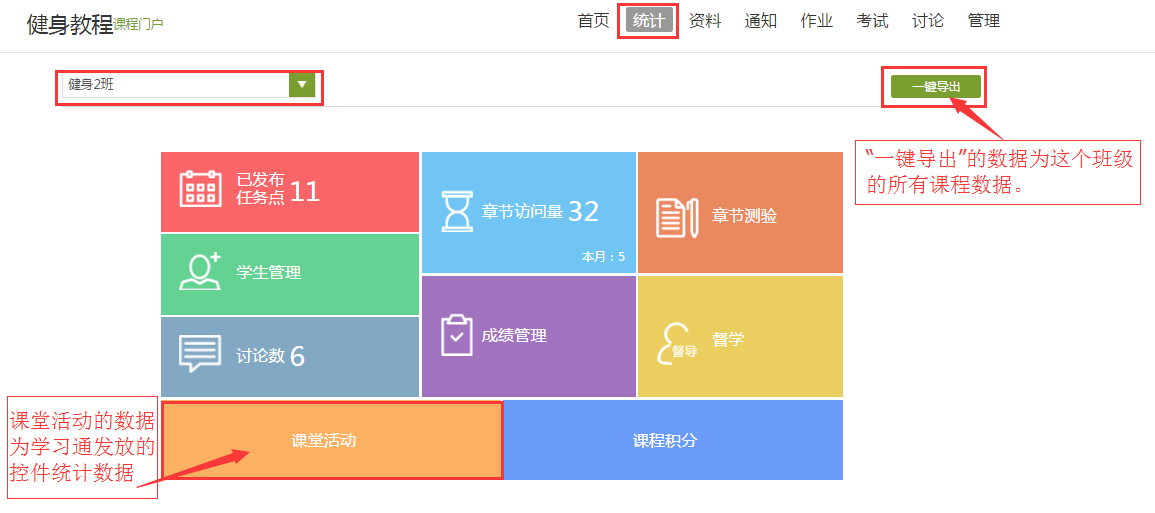 健身教程课程门户
首页 统计 资料 通知 作业 考试 讨论 管理
健身2班
一键导出
“一键导出”的数据为这个班级
的所有课程数据。
已发布
任务点 11
章节访问量 32
本月：5
章节测验
学生管理
成绩管理
督导
督学
讨论数 6
课堂活动的数据
为学习通发放的
控件统计数据
课堂活动
课程积分